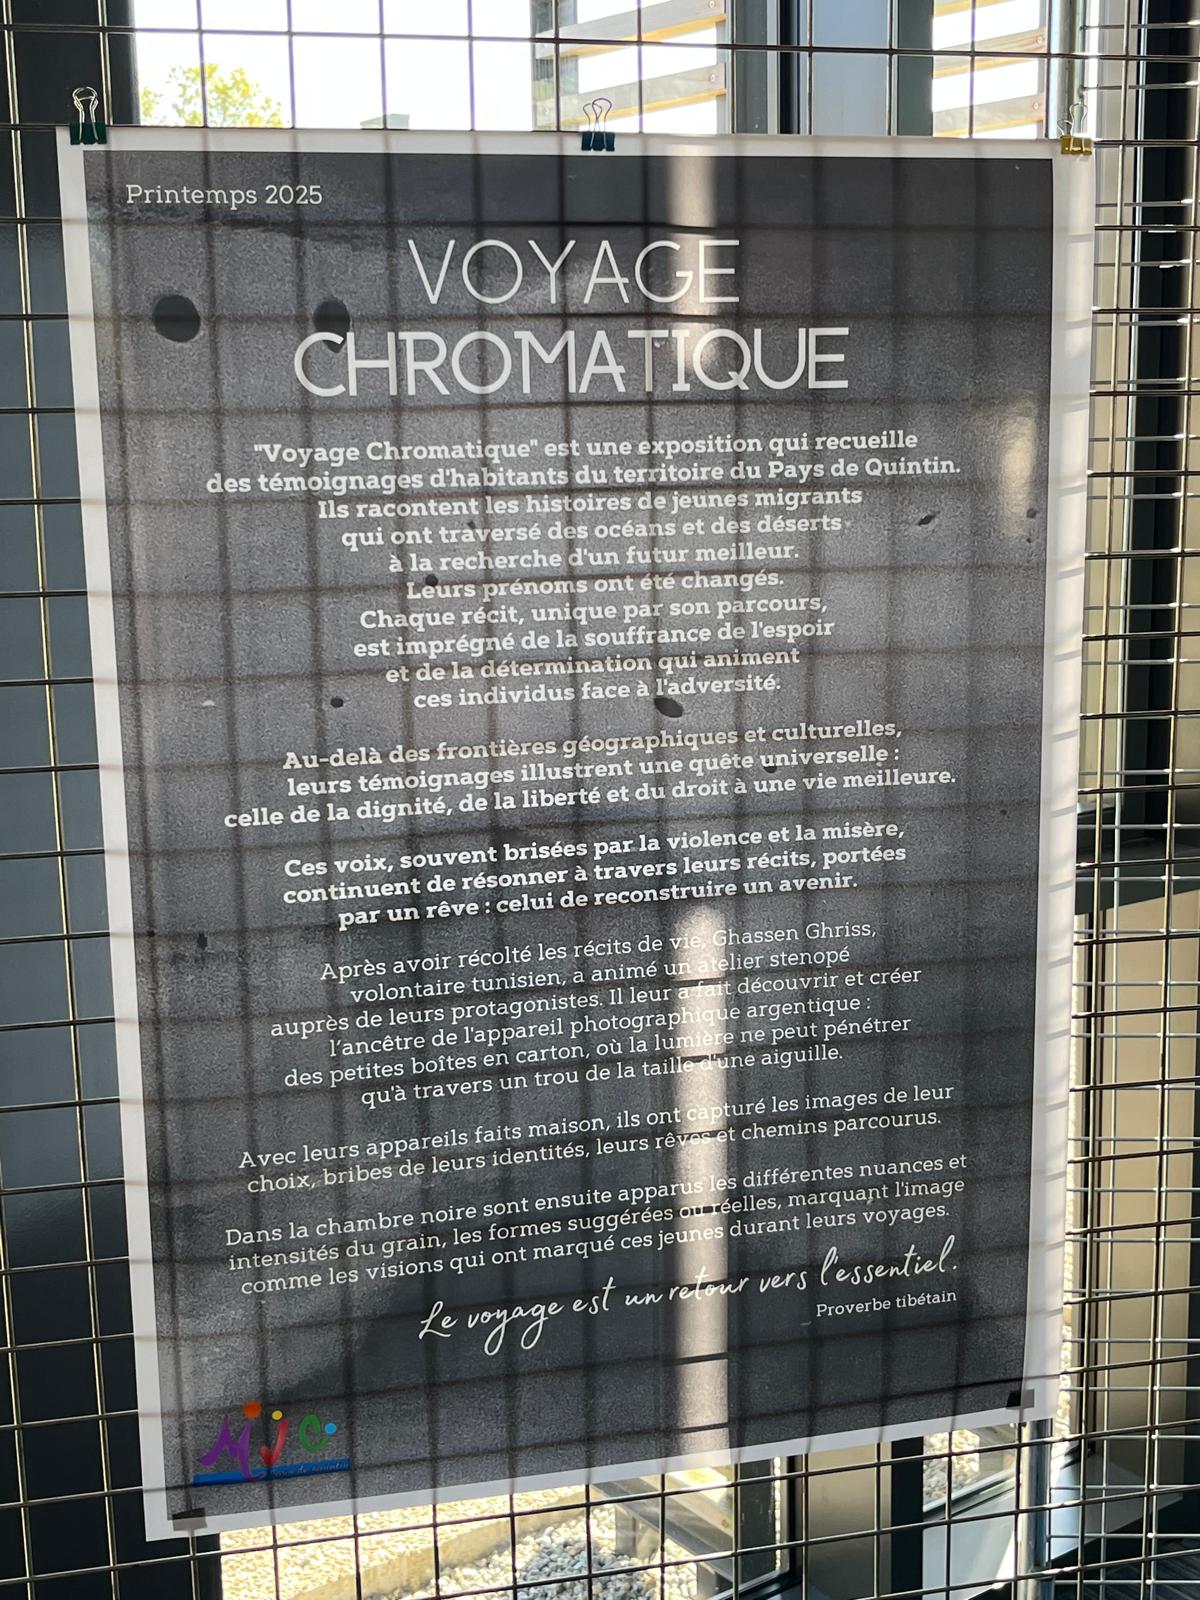 Printemps 2025
VOYAGE
CHROMATIQUE
"Voyage Chromatique" est une exposition qui recueille
des témoignages d'habitants du territoire du Pays de Quintin.
Ils racontent les histoires de jeunes migrants
qui ont traversé des océans et des déserts
à la recherche d'un futur meilleur.
Leurs prénoms ont été changés.
Chaque récit, unique par son parcours,
est imprégné de la souffrance de l'espoir
et de la détermination qui animent
ces individus face à l'adversité.
Au-delà des frontières géographiques et culturelles,
leurs témoignages illustrent une quête universelle :
celle de la dignité, de la liberté et du droit à une vie meilleure.
Ces voix, souvent brisées par la violence et la misère,
continuent de résonner à travers leurs récits, portées
par un rêve : celui de reconstruire un avenir.
Après avoir récolté les récits de vie, Ghassen Ghriss,
volontaire tunisien, a animé un atelier stenopé
auprès de leurs protagonistes. Il leur a fait découvrir et créer
l'ancêtre de l'appareil photographique argentique :
des petites boîtes en carton, où la lumière ne peut pénétrer
qu'à travers un trou de la taille d'une aiguille.
Avec leurs appareils faits maison, ils ont capturé les images de leur
choix, bribes de leurs identités, leurs rêves et chemins parcourus.
Dans la chambre noire sont ensuite apparus les différentes nuances et
intensités du grain, les formes suggérées ou réelles, marquant l'image
comme les visions qui ont marqué ces jeunes durant leurs voyages.
Le voyage est un retour vers l'essentiel.
Proverbe tibétain
MJC